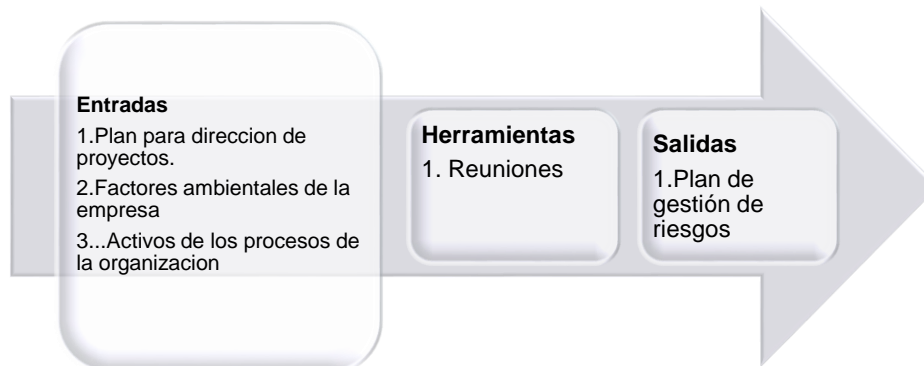 Entradas
1.Plan para direccion de
proyectos.
2.Factores ambientales de la
empresa
3...Activos de los procesos de
la organizacion
Herramientas
1. Reuniones
Salidas
1.Plan de
gestión de
riesgos